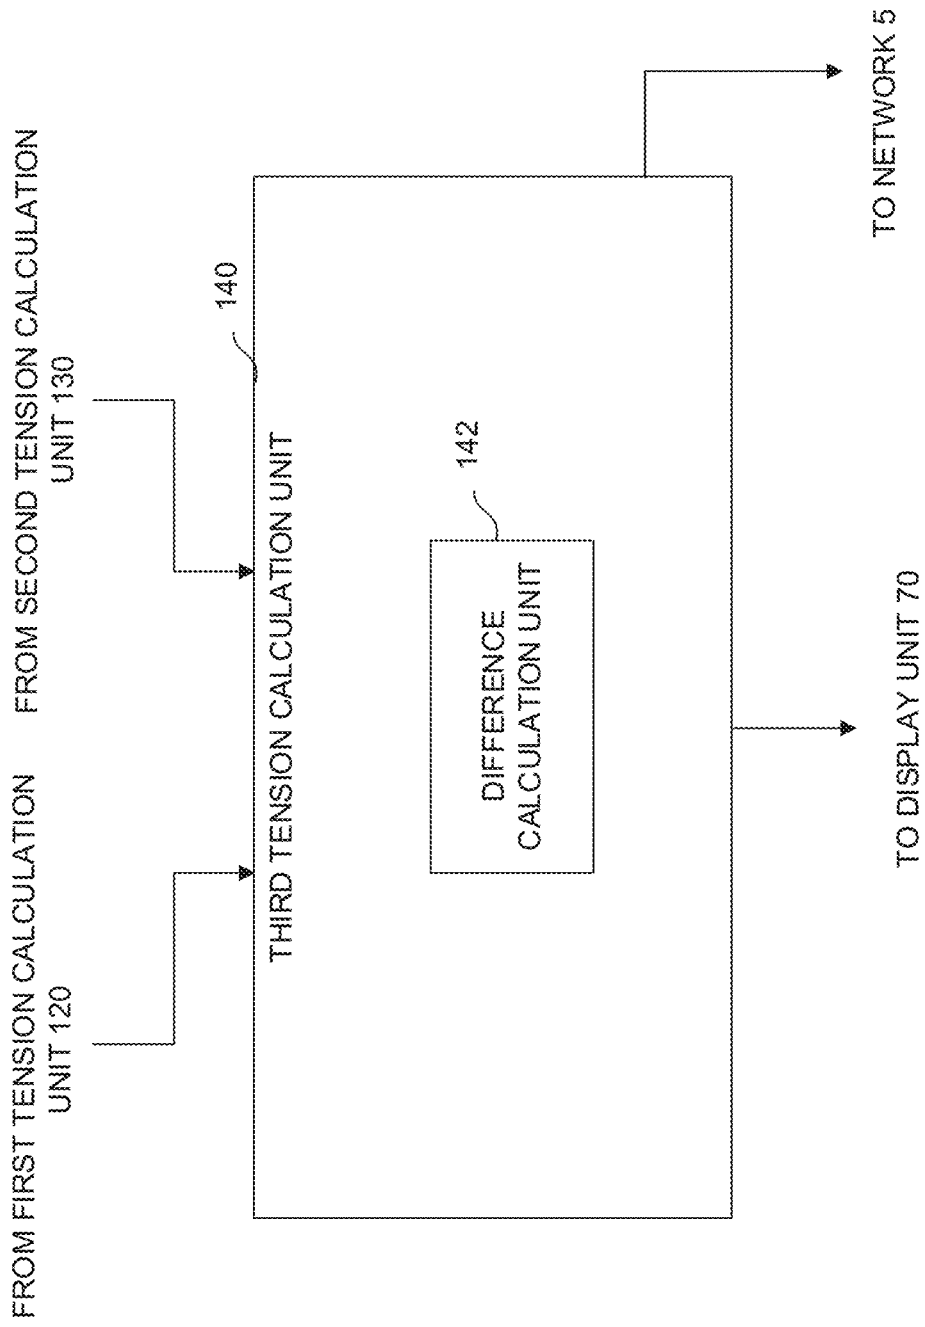 FROM FIRST TENSION CALCULATION
UNIT 120
FROM SECOND TENSION CALCULATION
UNIT 130
140
THIRD TENSION CALCULATION UNIT
142
DIFFERENCE
CALCULATION UNIT
TO DISPLAY UNIT 70
TO NETWORK 5